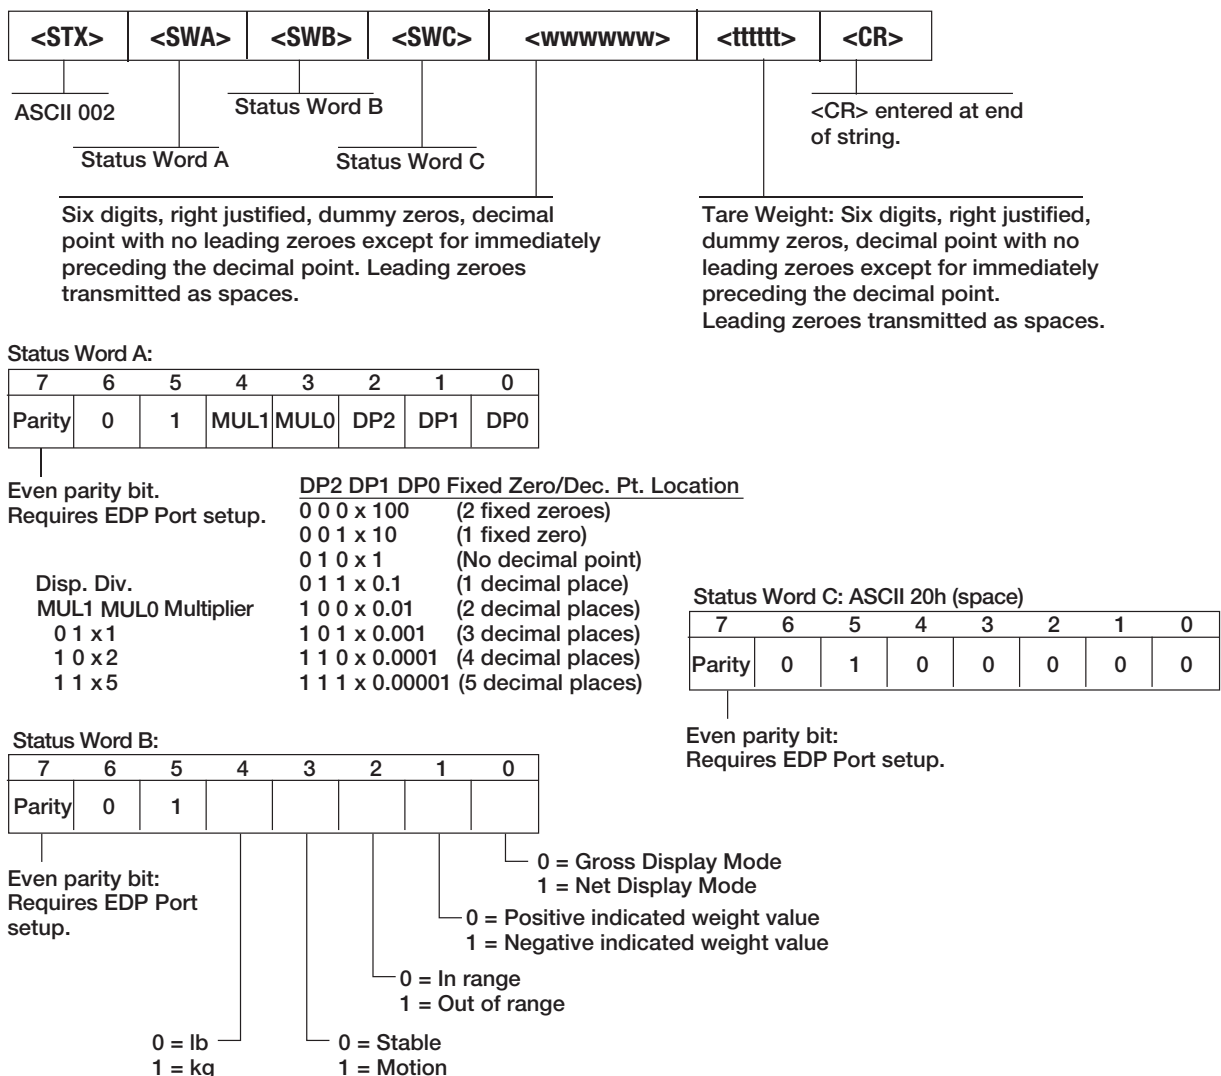 <STX> <SWA> <SWB> <SWC> <wwwwww> <tttttt> <CR>
ASCII 002
Status Word B
<CR> entered at end
of string.
Status Word A
Status Word C
Six digits, right justified, dummy zeros, decimal
point with no leading zeroes except for immediately
preceding the decimal point. Leading zeroes
transmitted as spaces.
Tare Weight: Six digits, right justified,
dummy zeros, decimal point with no
leading zeroes except for immediately
preceding the decimal point.
Leading zeroes transmitted as spaces.
Status Word A:
7 6 5 4 3 2 1 0
Parity 0 1 MUL1 MUL0 DP2 DP1 DP0
Even parity bit.
Requires EDP Port setup.
DP2 DP1 DP0 Fixed Zero/Dec. Pt. Location
0 0 0 x 100 (2 fixed zeroes)
0 0 1 x 10 (1 fixed zero)
0 1 0 x 1 (No decimal point)
0 1 1 x 0.1 (1 decimal place)
1 0 0 x 0.01 (2 decimal places)
1 0 1 x 0.001 (3 decimal places)
1 1 0 x 0.0001 (4 decimal places)
1 1 1 x 0.00001 (5 decimal places)
Disp. Div.
MUL1 MUL0 Multiplier
0 1 x 1
1 0 x 2
1 1 x 5
Status Word C: ASCII 20h (space)
7 6 5 4 3 2 1 0
Parity 0 1 0 0 0 0 0
Even parity bit:
Requires EDP Port setup.
Status Word B:
7 6 5 4 3 2 1 0
Parity 0 1
Even parity bit:
Requires EDP Port
setup.
0 = Gross Display Mode
1 = Net Display Mode
0 = Positive indicated weight value
1 = Negative indicated weight value
0 = In range
1 = Out of range
0 = lb
1 = kg
0 = Stable
1 = Motion